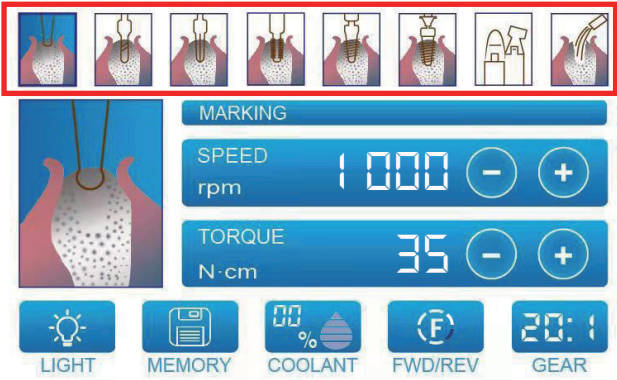 MARKING
SPEED
rpm
1000
-
+
TORQUE
N·cm
35
-
+
00
%
F
20:1
LIGHT
MEMORY
COOLANT
FWD/REV
GEAR